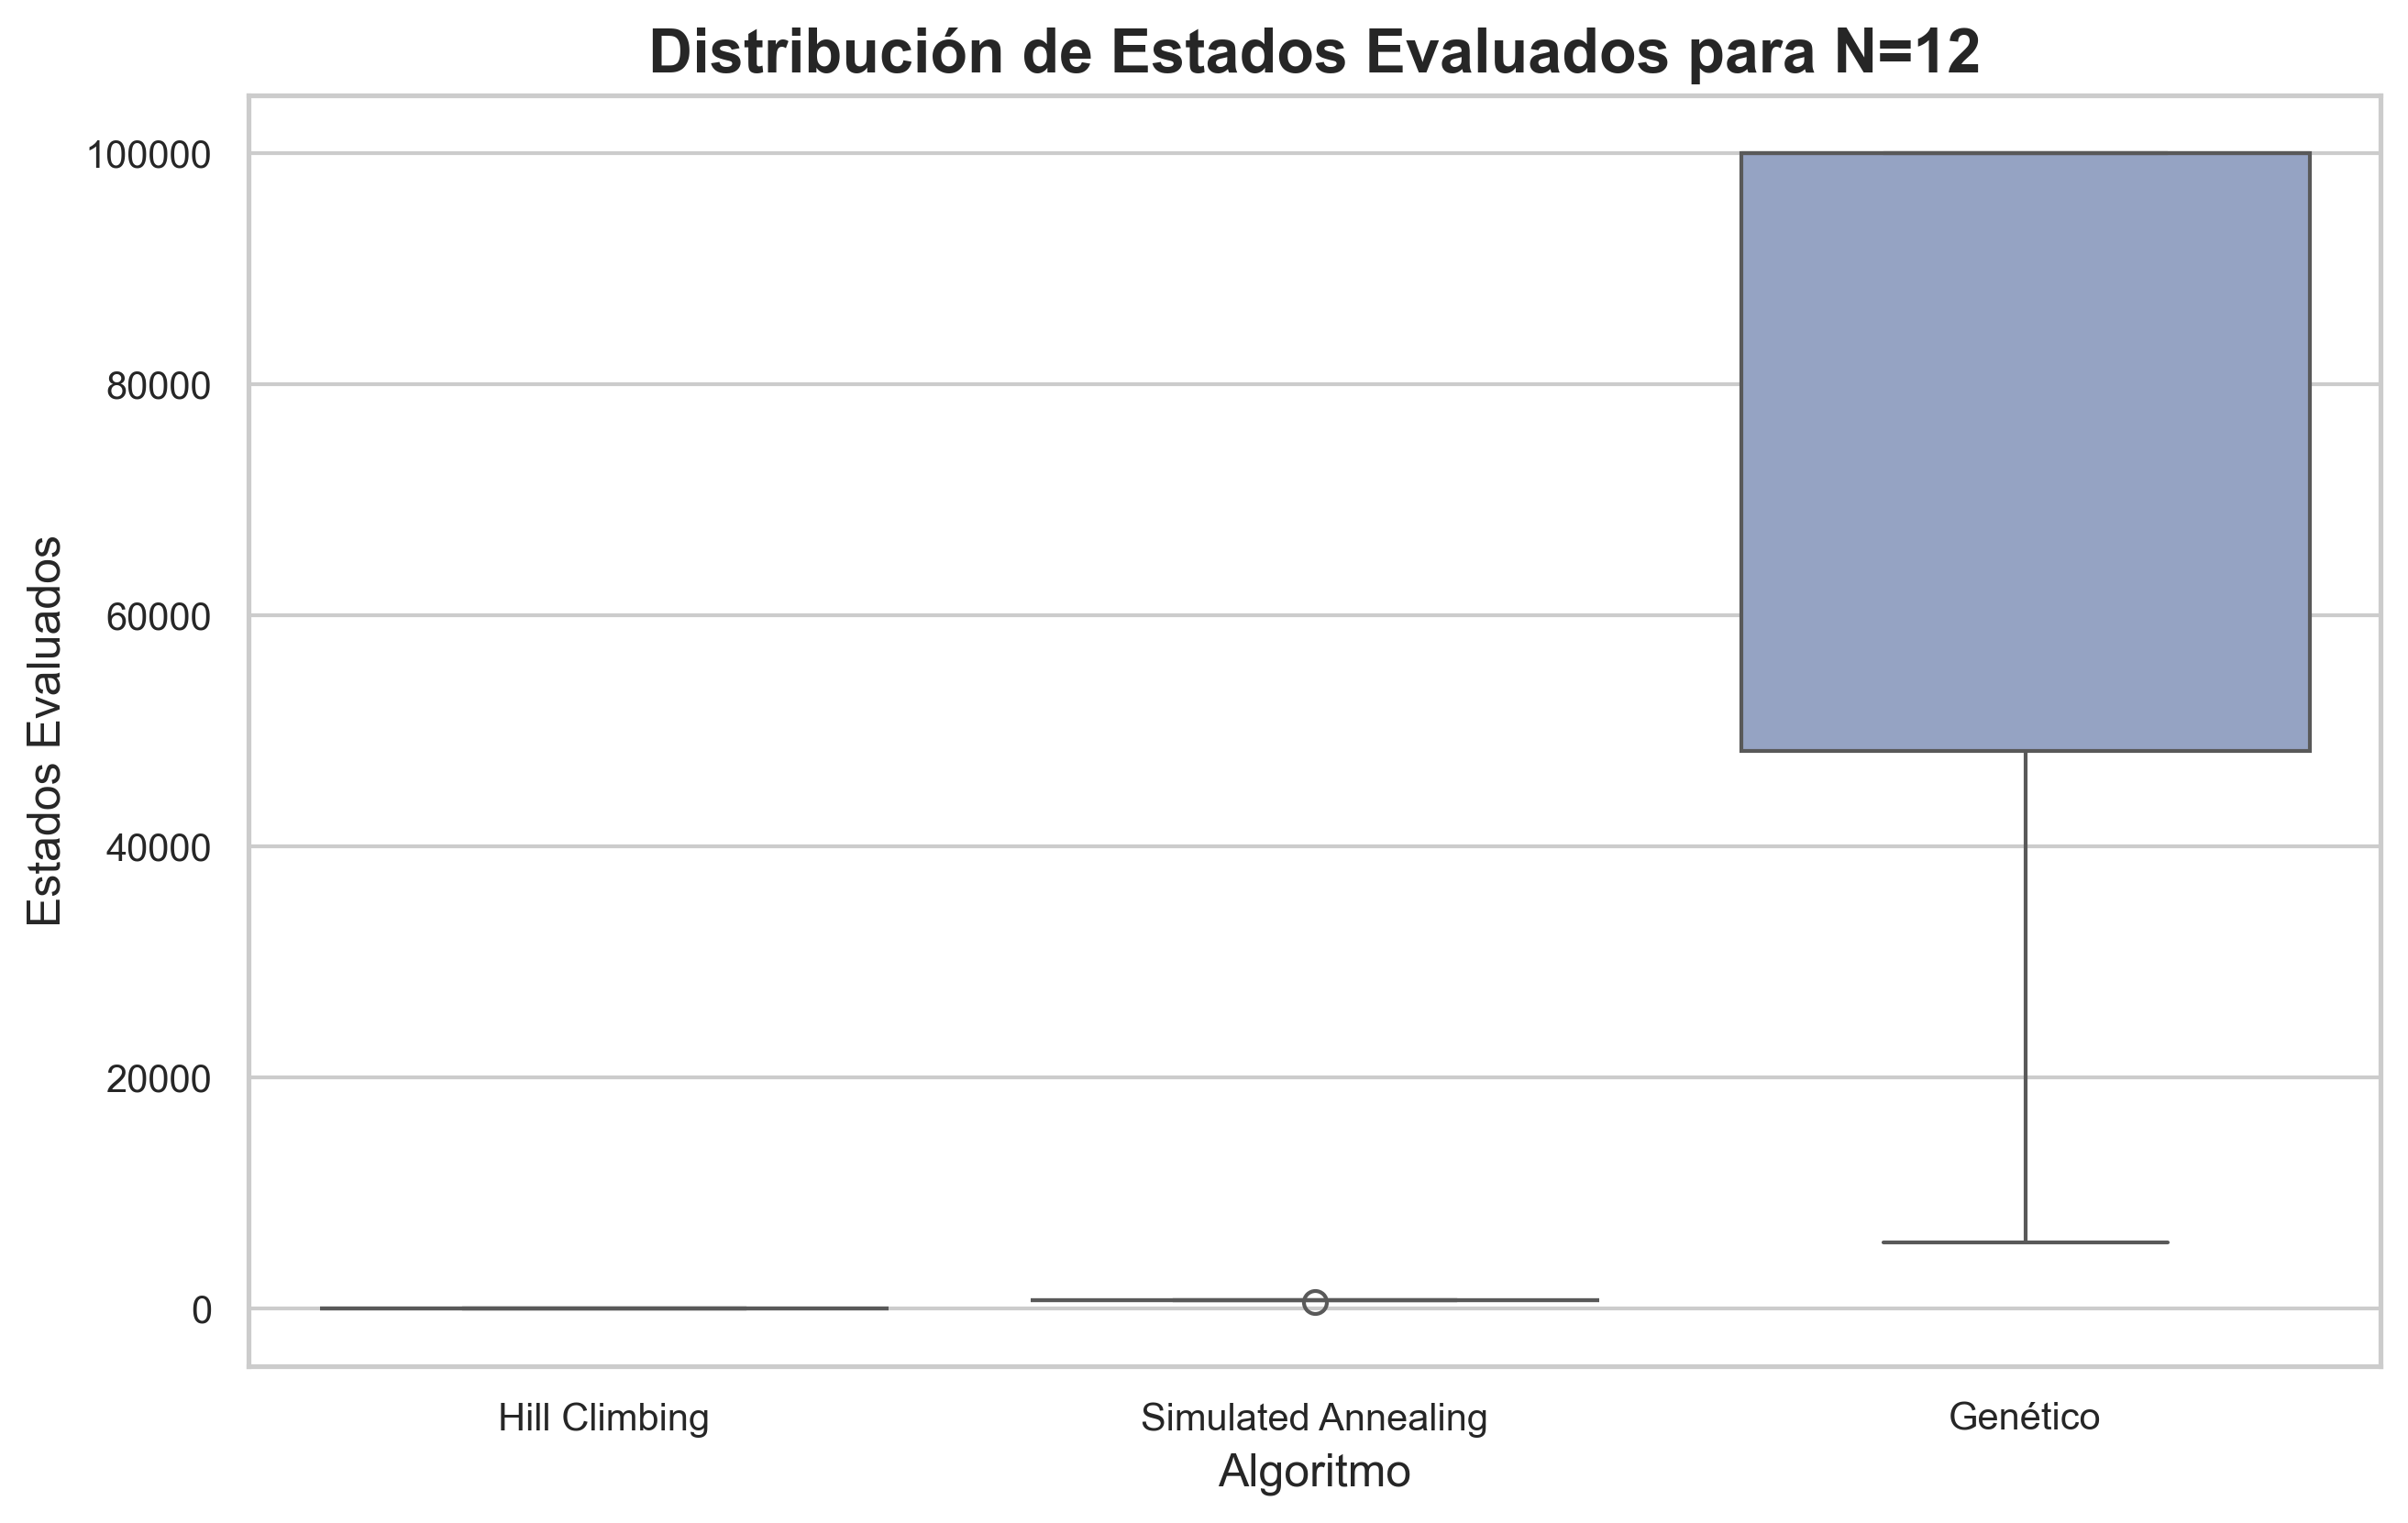 Distribución de Estados Evaluados para N=12
Estados Evaluados
100000
80000
60000
40000
20000
0
Hill Climbing
Simulated Annealing
Genético
Algoritmo